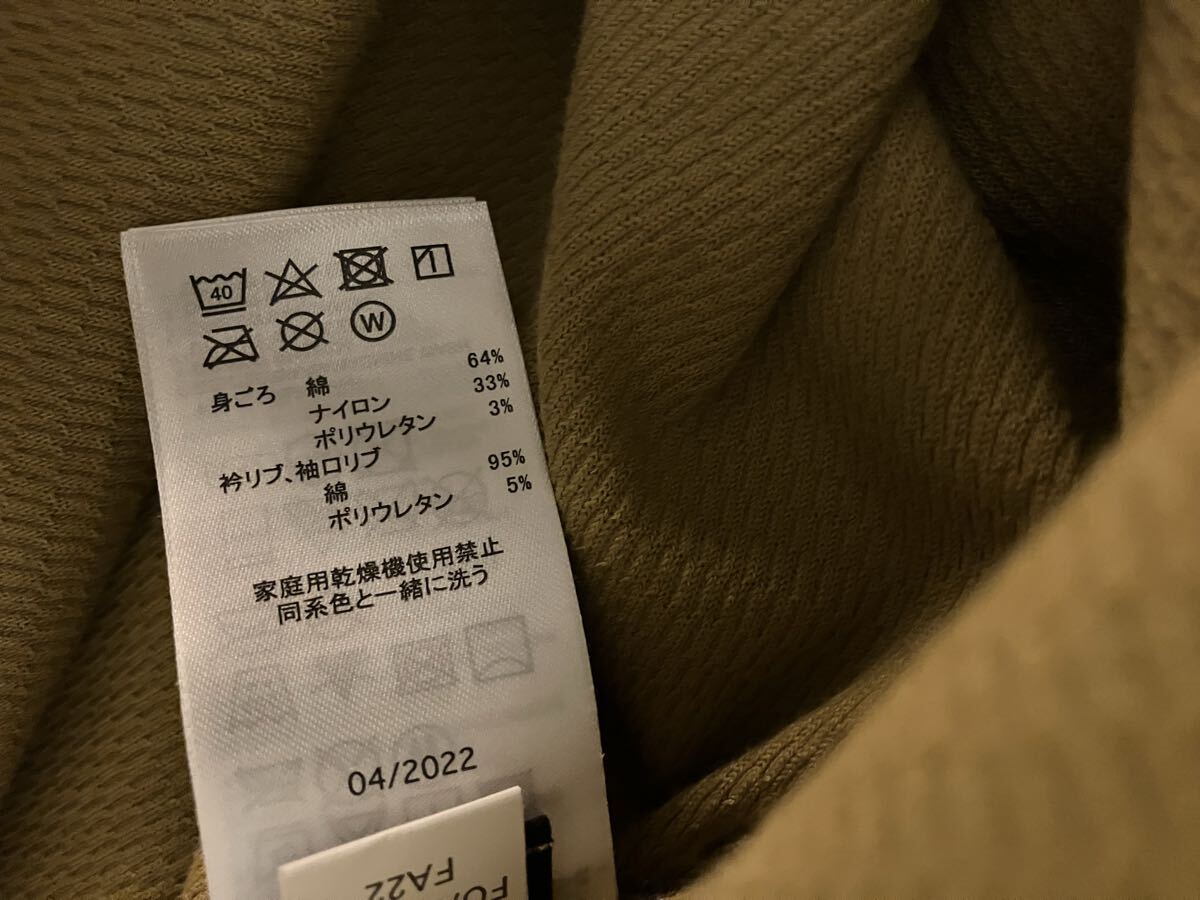 40
1
W
身ごろ 綿 64%
ナイロン 33%
ポリウレタン 3%
衿リブ、袖口リブ
綿 95%
ポリウレタン 5%
家庭用乾燥機使用禁止
同系色と一緒に洗う
04/2022
FA22